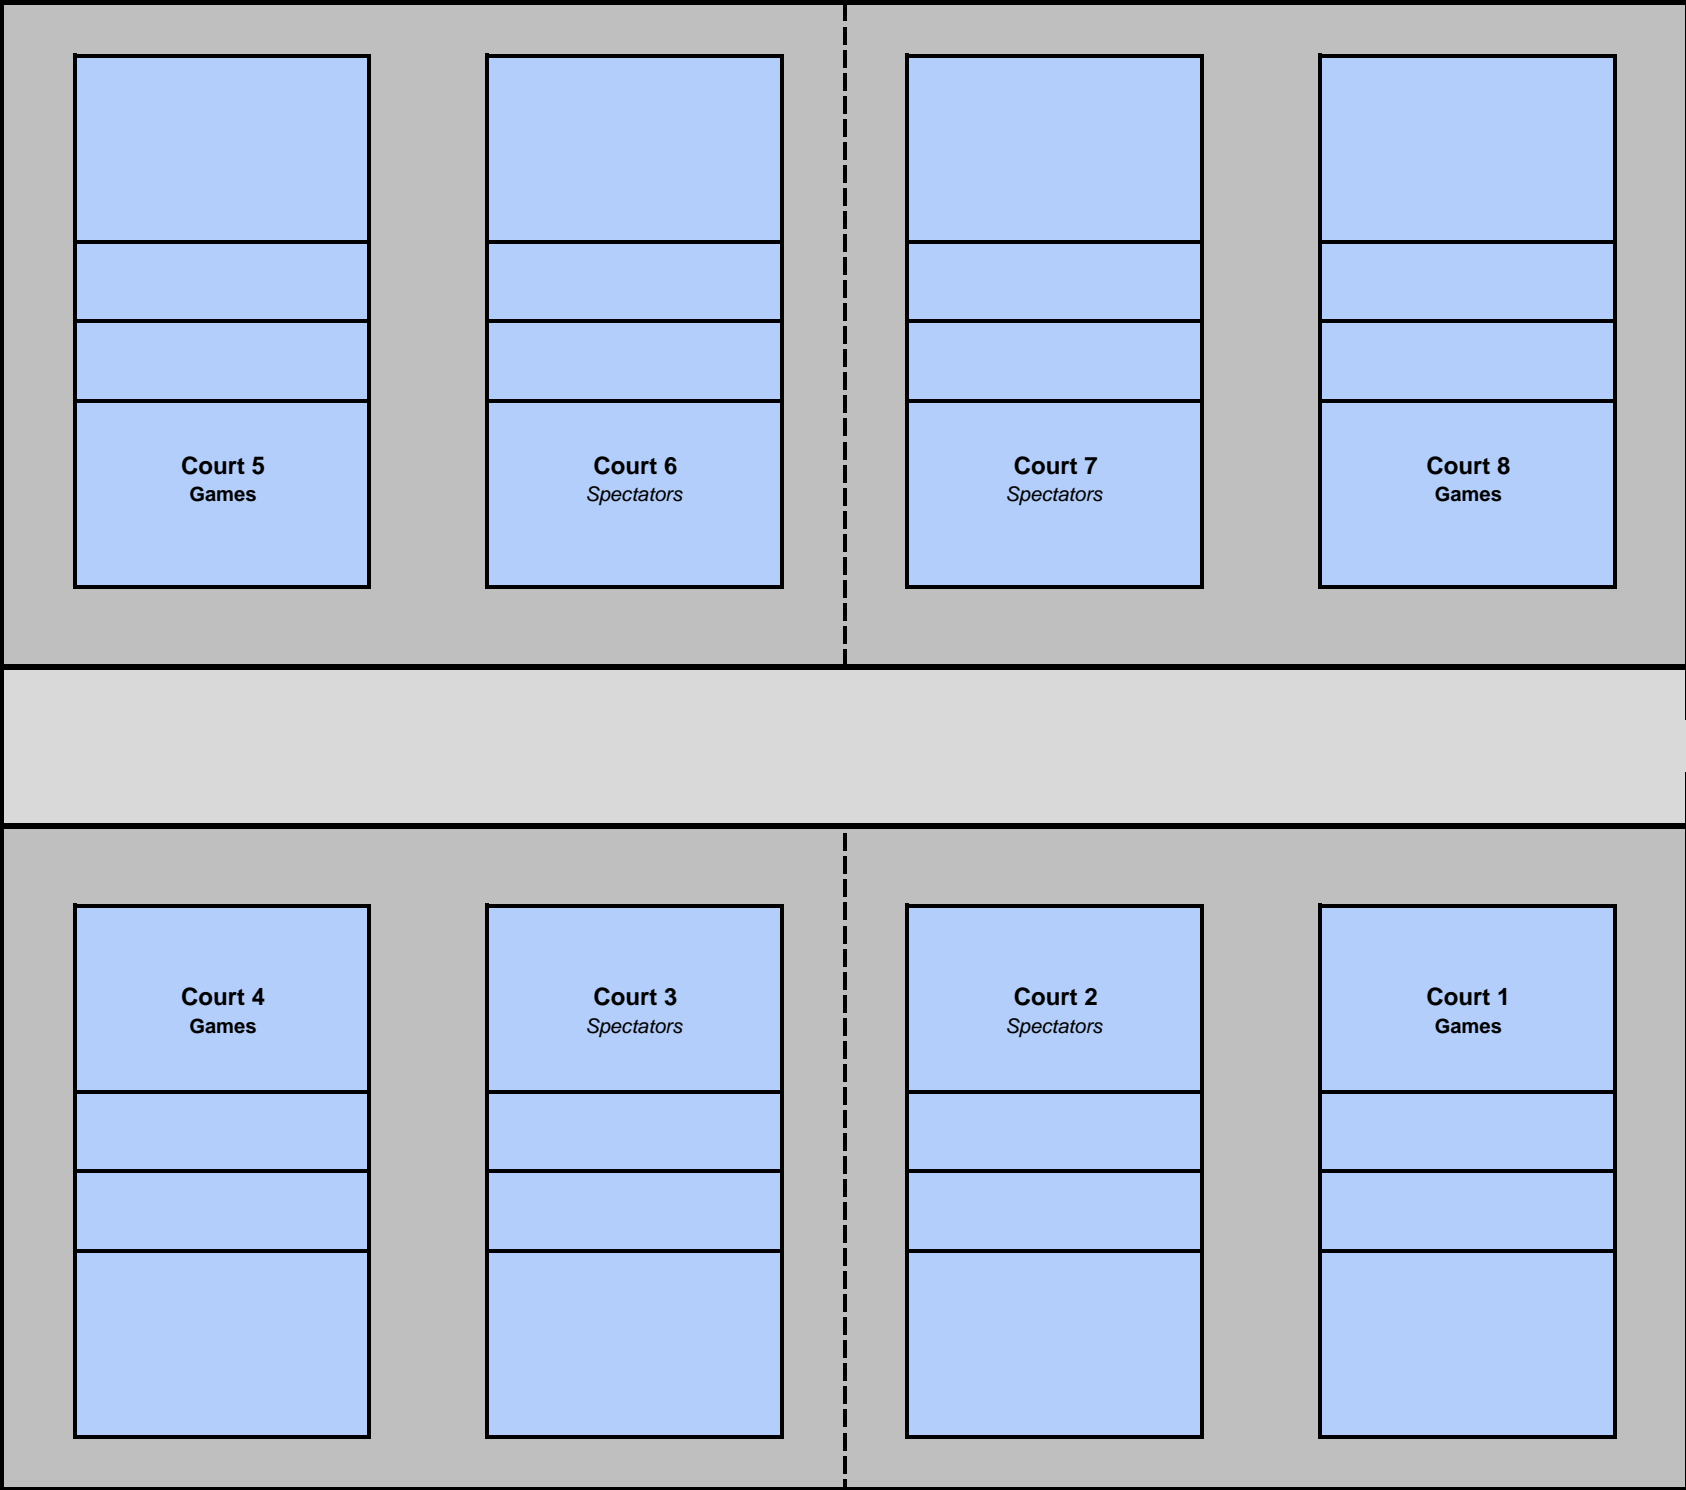 Court 5
Games
Court 6
Spectators
Court 7
Spectators
Court 8
Games
Court 4
Games
Court 3
Spectators
Court 2
Spectators
Court 1
Games